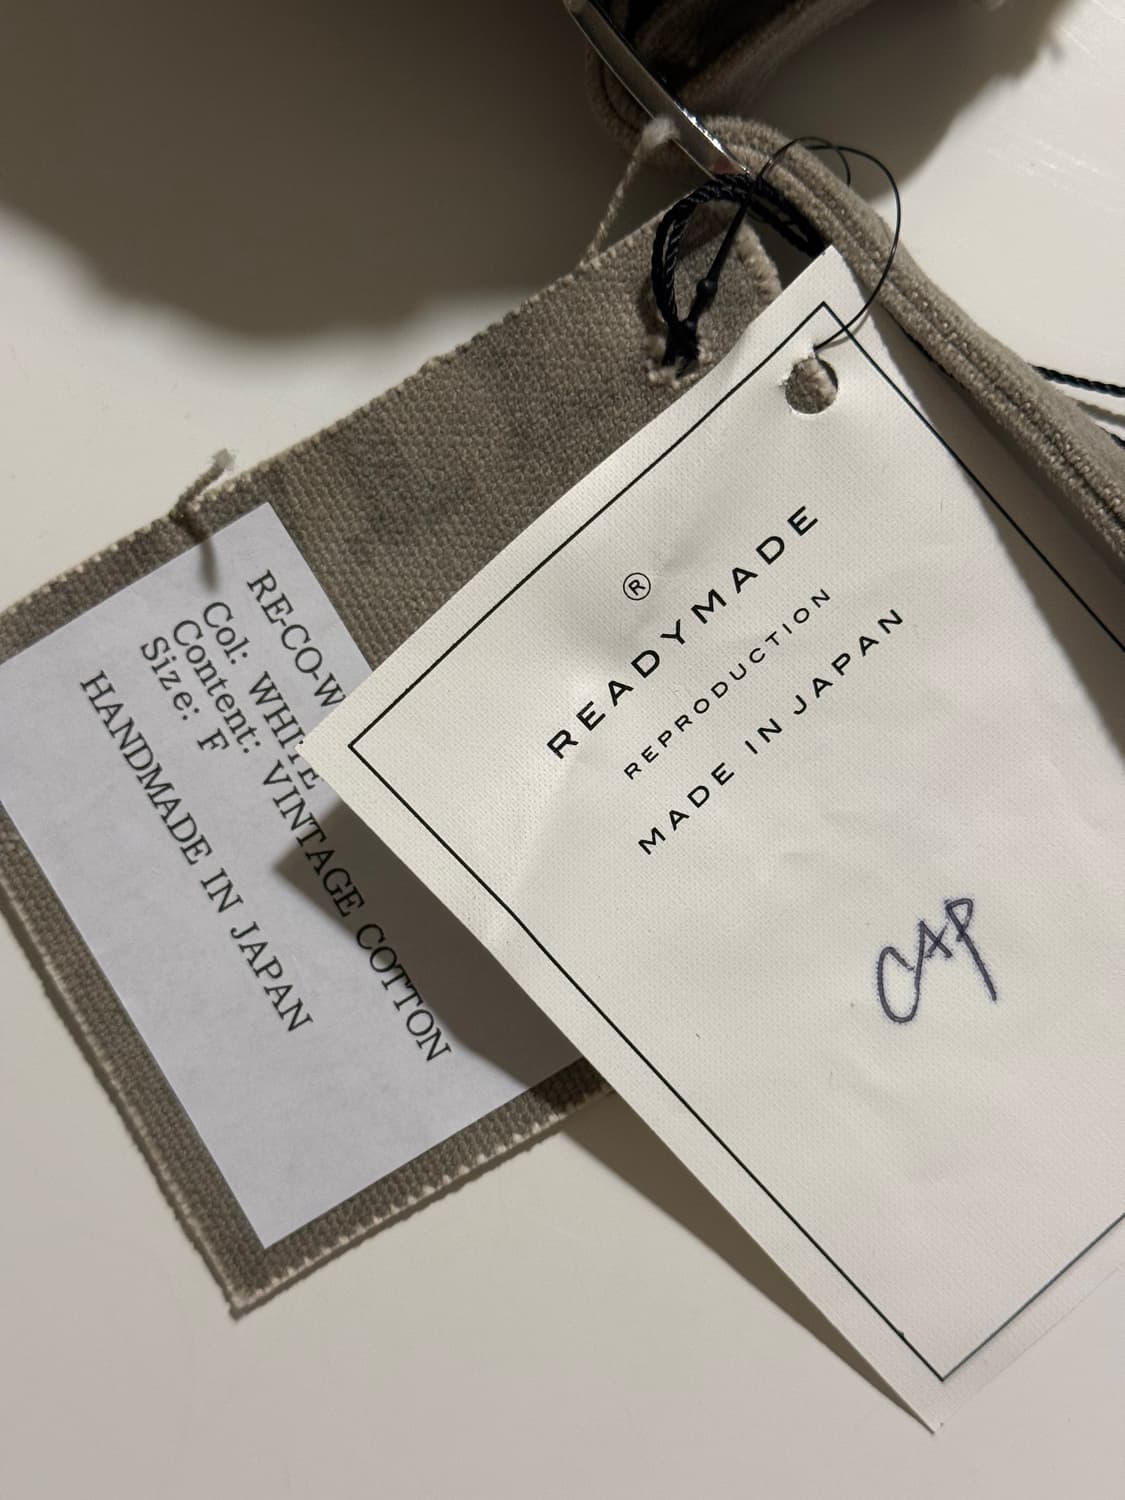 RE-CO-W
Col: WHITE
Content: VINTAGE COTTON
Size: F
HANDMADE IN JAPAN
®
READYMADE
REPRODUCTION
MADE IN JAPAN
CAP